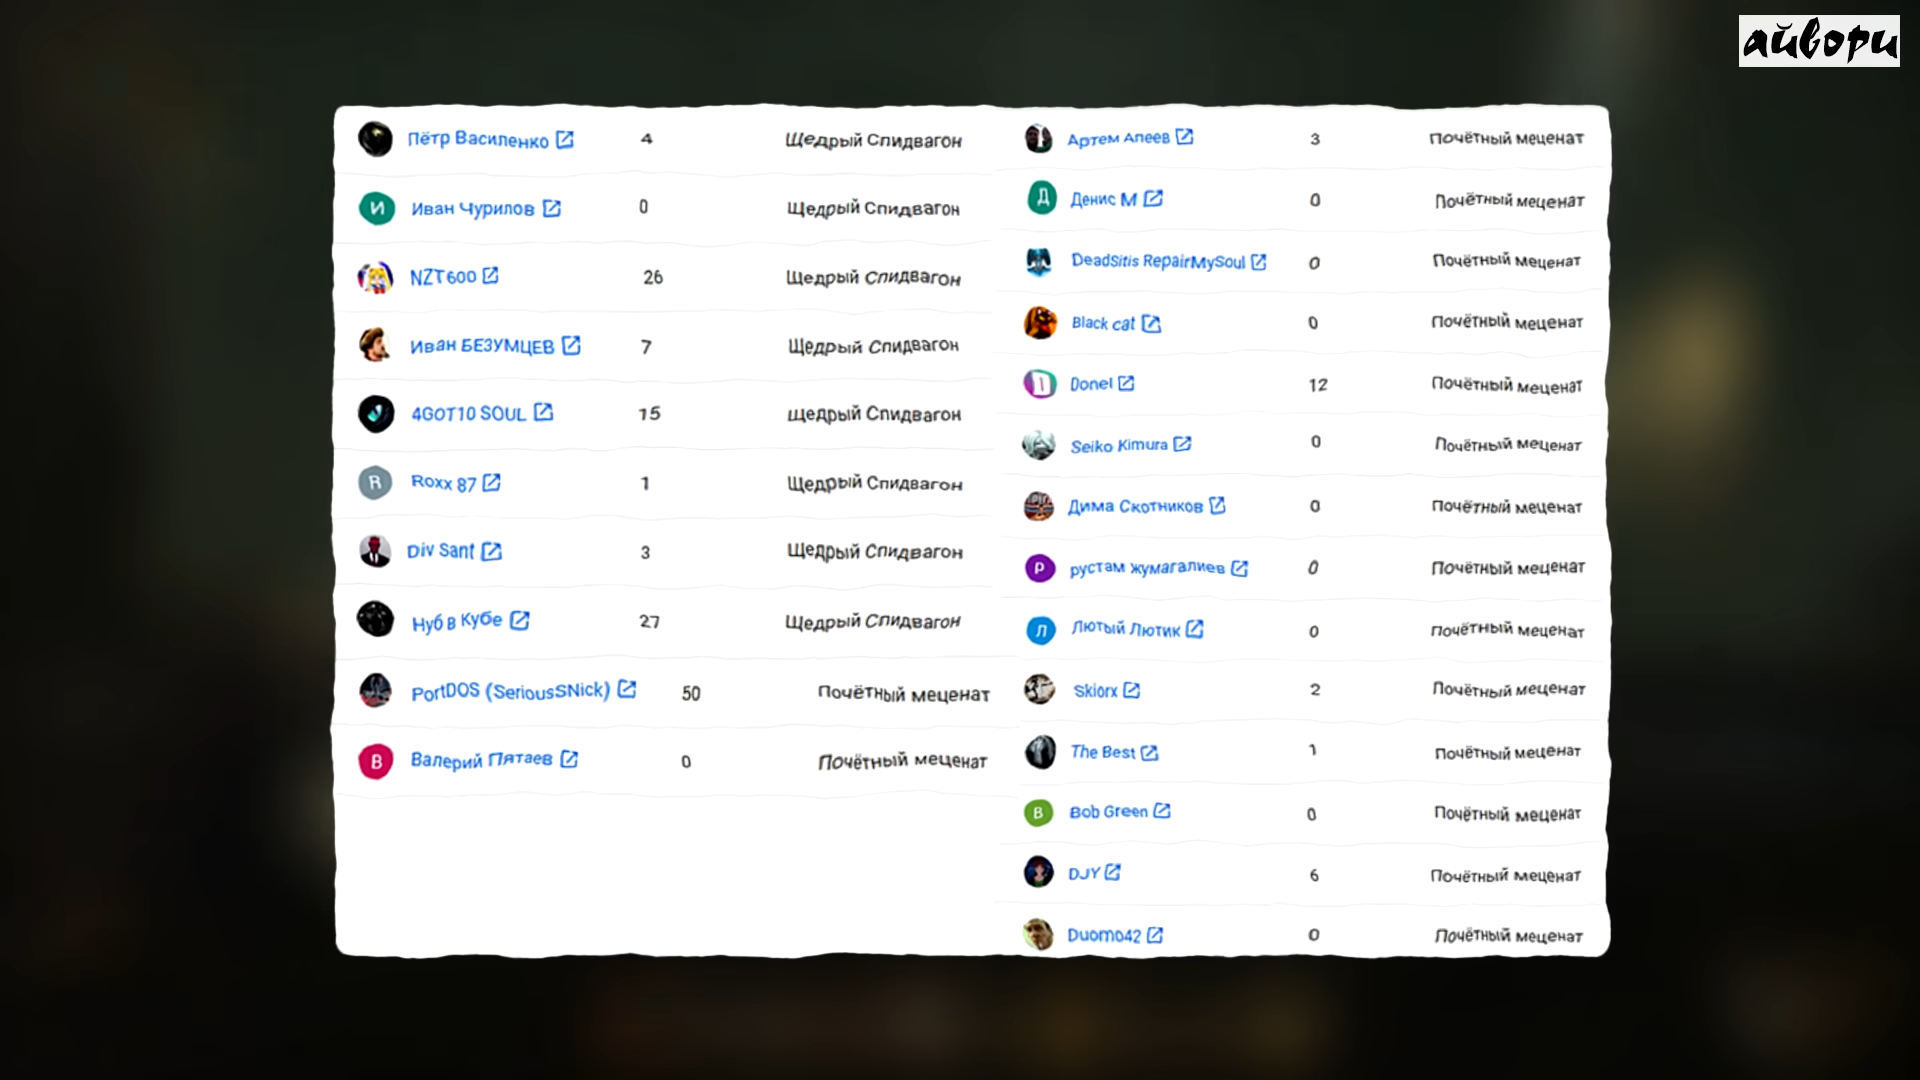 айвори
Пётр Василенко 4 Щедрый Спидвагон
Иван Чурилов 0 Щедрый Спидвагон
NZT600 26 Щедрый Спидвагон
Иван БЕЗУМЦЕВ 7 Щедрый Спидвагон
4GOT10 SOUL 15 Щедрый Спидвагон
R Roxx 87 1 Щедрый Спидвагон
Div Sant 3 Щедрый Спидвагон
Нуб в Кубе 27 Щедрый Спидвагон
PortDOS (SeriousSNick) 50 Почётный меценат
В Валерий Пятаев 0 Почётный меценат
Артем Апеев 3 Почётный меценат
Д Денис М 0 Почётный меценат
DeadSitis RepairMySoul 0 Почётный меценат
Black cat 0 Почётный меценат
Donel 12 Почётный меценат
Seiko Kimura 0 Почётный меценат
Дима Скотников 0 Почётный меценат
Р рустам жумагалиев 0 Почётный меценат
Л Лютый Лютик 0 Почётный меценат
Skiorx 2 Почётный меценат
The Best 1 Почётный меценат
B Bob Green 0 Почётный меценат
DJY 6 Почётный меценат
Duomo42 0 Почётный меценат